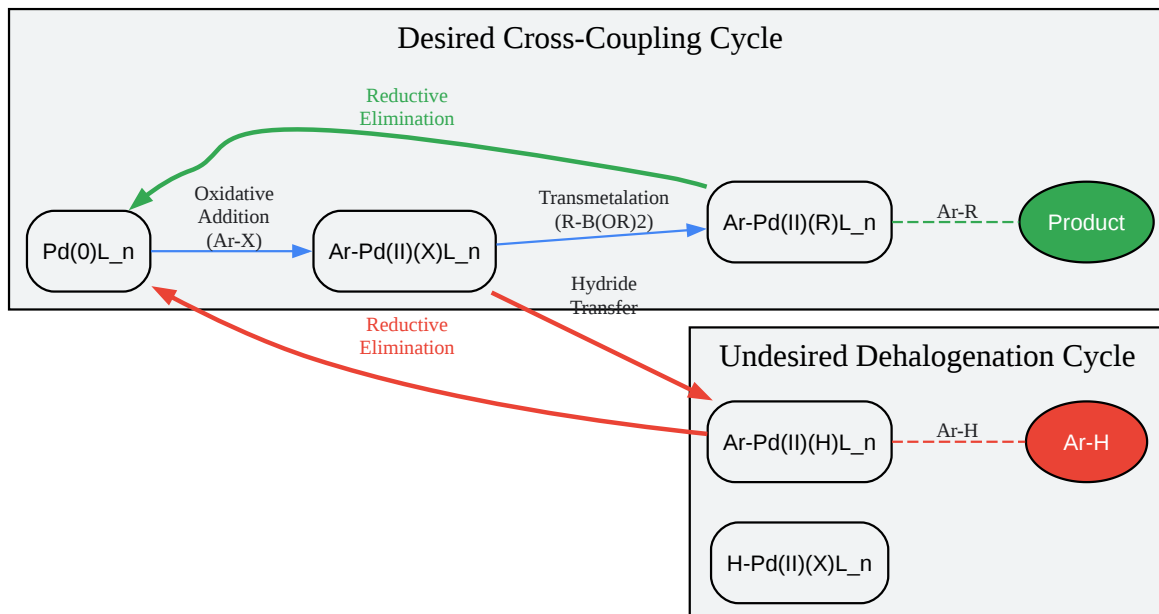 Desired Cross-Coupling Cycle
Reductive
Elimination
Oxidative
Addition
(Ar-X)
Transmetalation
(R-B(OR)2)
Pd(0)L_n
Ar-Pd(II)(X)L_n
Ar-Pd(II)(R)L_n
Ar-R
Product
Hydride
Transfer
Reductive
Elimination
Undesired Dehalogenation Cycle
Ar-Pd(II)(H)L_n
Ar-H
Ar-H
H-Pd(II)(X)L_n